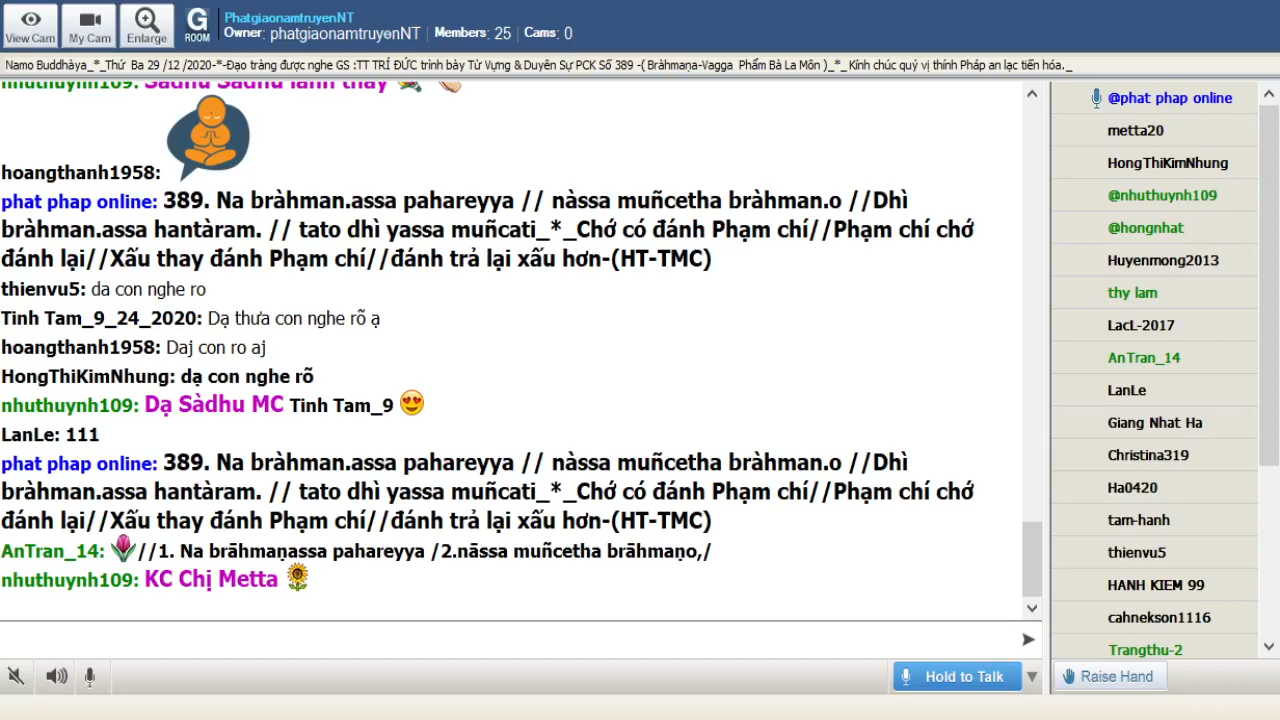 View Cam
My Cam
Enlarge
G
ROOM
PhatgiaonamtruyenNT
Owner: phatgiaonamtruyenNT | Members: 25 | Cams: 0
Namo Buddhàya_*_Thứ Ba 29 /12 /2020-*-Đạo tràng được nghe GS :TT TRÍ ĐỨC trình bày Từ Vựng & Duyên Sự PCK Số 389 -( Bràhmaṇa-Vagga Phẩm Bà La Môn )_*_ Kính chúc quý vị thính Pháp an lạc tiến hóa._
nhuthuynh109: Sàdhu Sàdhu lành thay
hoangthanh1958:
phat phap online: 389. Na bràhman.assa pahareyya // nàssa muñcetha bràhman.o //Dhì
bràhman.assa hantàram. // tato dhì yassa muñcati_*_Chớ có đánh Phạm chí//Phạm chí chớ
đánh lại//Xấu thay đánh Phạm chí//đánh trả lại xấu hơn-(HT-TMC)
thienvu5: da con nghe ro
Tinh Tam_9_24_2020: Dạ thưa con nghe rõ ạ
hoangthanh1958: Daj con ro aj
HongThiKimNhung: dạ con nghe rõ
nhuthuynh109: Dạ Sàdhu MC Tinh Tam_9
LanLe: 111
phat phap online: 389. Na bràhman.assa pahareyya // nàssa muñcetha bràhman.o //Dhì
bràhman.assa hantàram. // tato dhì yassa muñcati_*_Chớ có đánh Phạm chí//Phạm chí chớ
đánh lại//Xấu thay đánh Phạm chí//đánh trả lại xấu hơn-(HT-TMC)
AnTran_14: //1. Na brāhmaṇassa pahareyya /2.nāssa muñcetha brāhmaṇo,/
nhuthuynh109: KC Chị Metta
@phat phap online
metta20
HongThiKimNhung
@nhuthuynh109
@hongnhat
Huyenmong2013
thy lam
LacL-2017
AnTran_14
LanLe
Giang Nhat Ha
Christina319
Ha0420
tam-hanh
thienvu5
HANH KIEM 99
cahnekson1116
Trangthu-2
Hold to Talk
Raise Hand